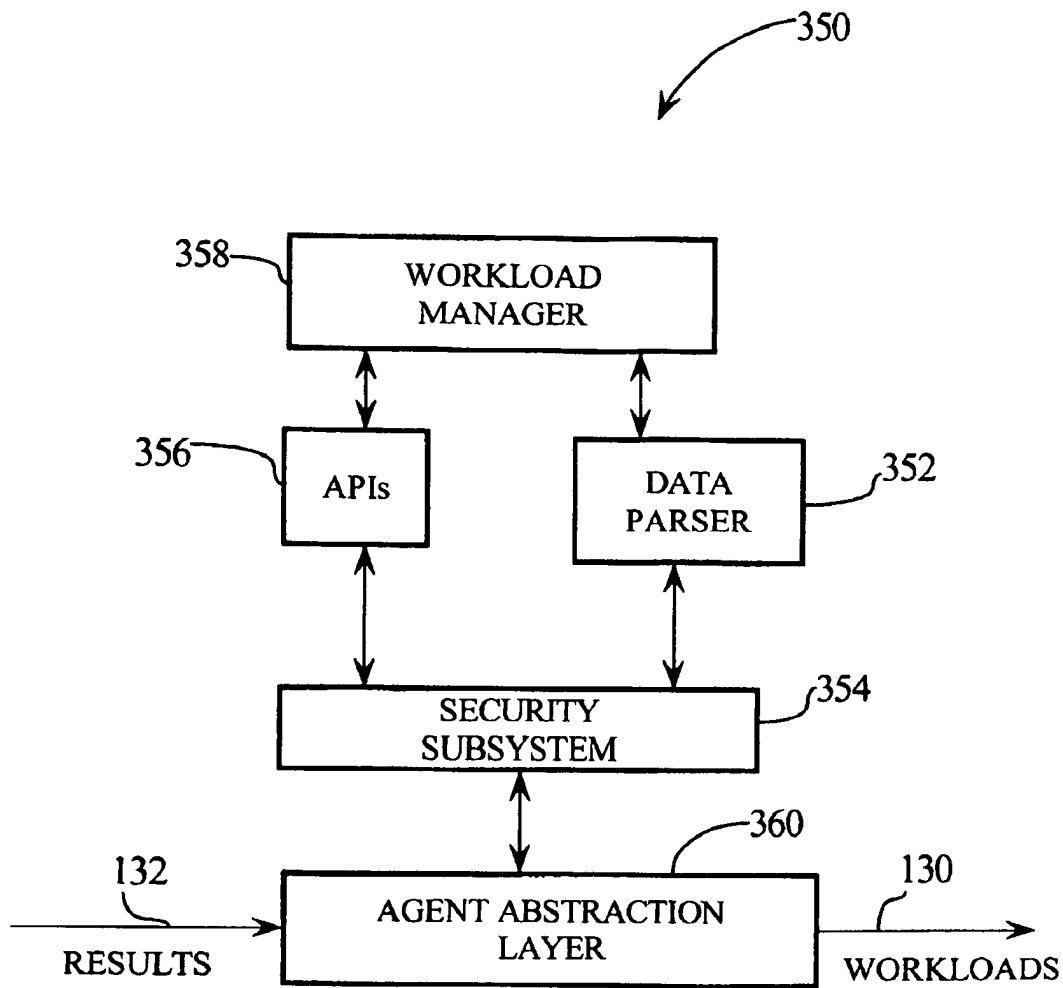 350
358
WORKLOAD
MANAGER
356
APIs
DATA
PARSER
352
SECURITY
SUBSYSTEM
354
360
132
RESULTS
AGENT ABSTRACTION
LAYER
130
WORKLOADS